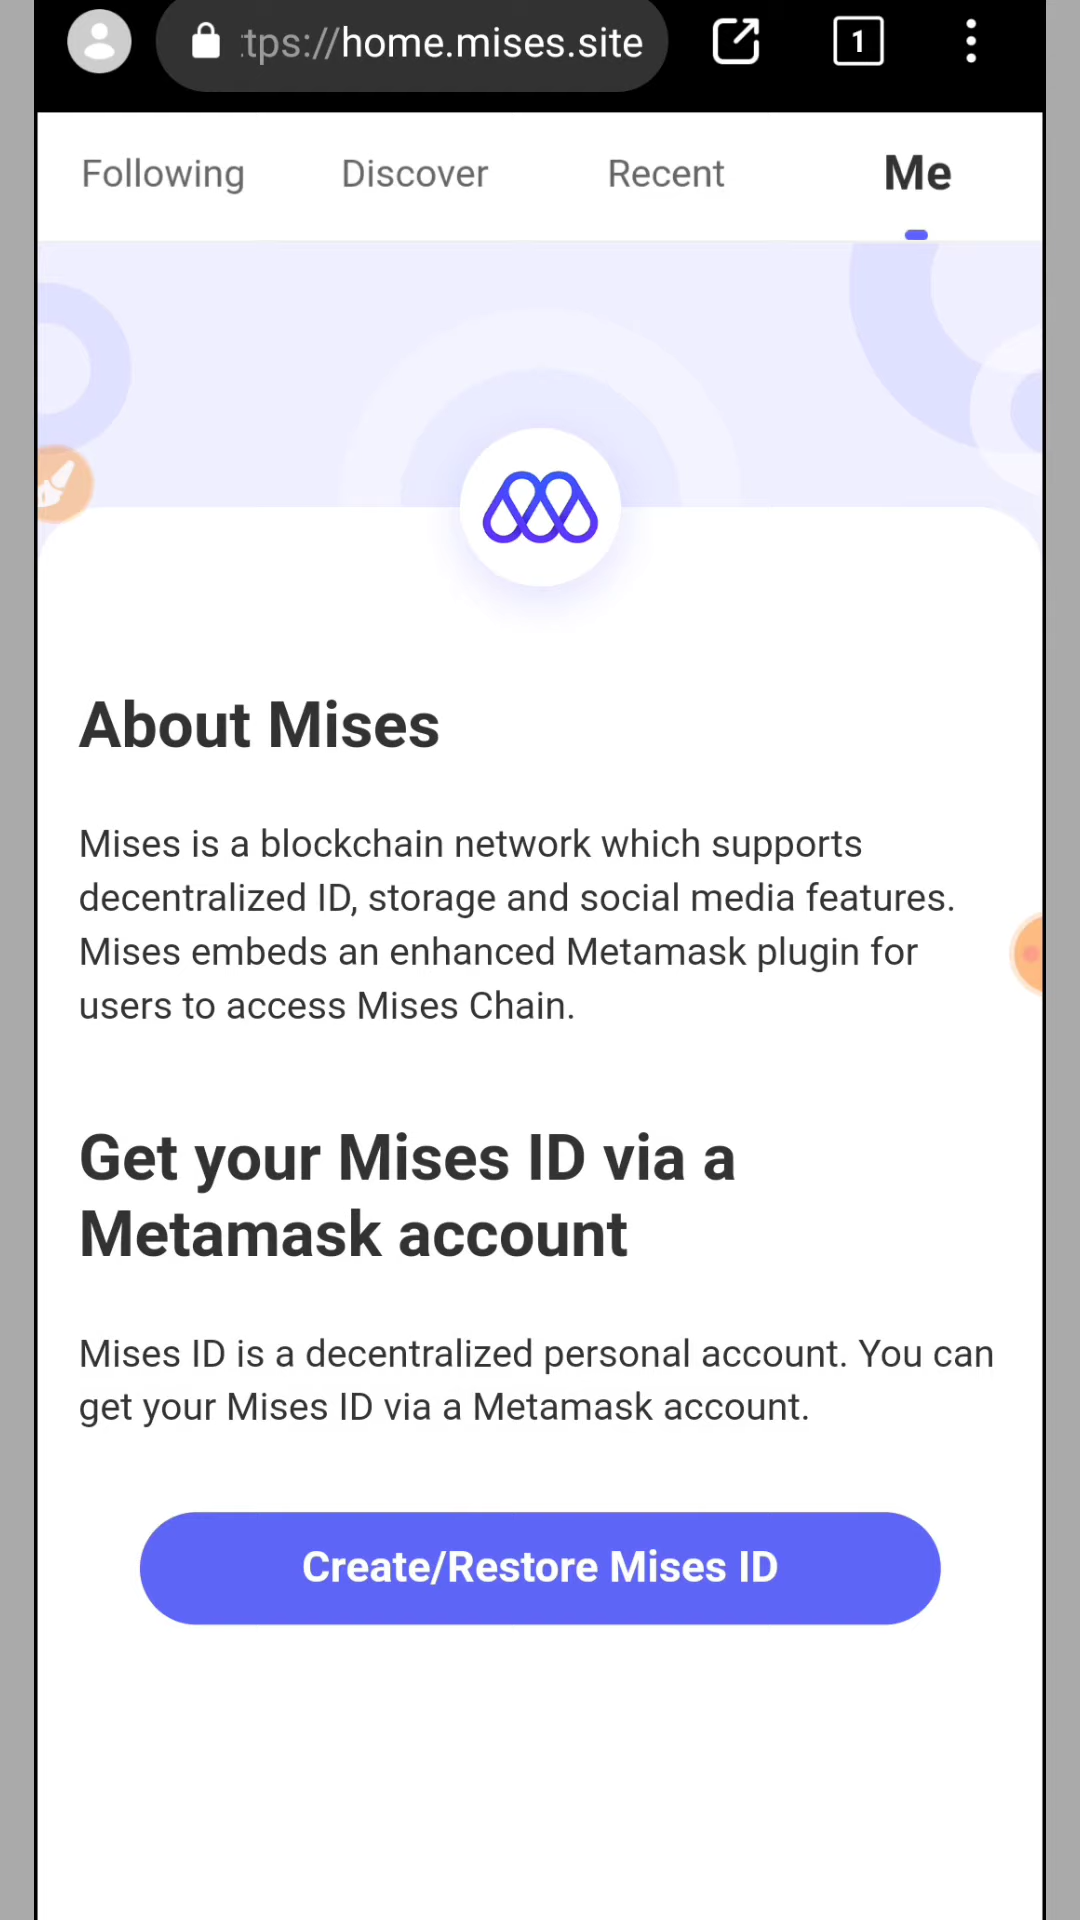 tps://home.mises.site
1
Following
Discover
Recent
Me
About Mises
Mises is a blockchain network which supports
decentralized ID, storage and social media features.
Mises embeds an enhanced Metamask plugin for
users to access Mises Chain.
Get your Mises ID via a
Metamask account
Mises ID is a decentralized personal account. You can
get your Mises ID via a Metamask account.
Create/Restore Mises ID